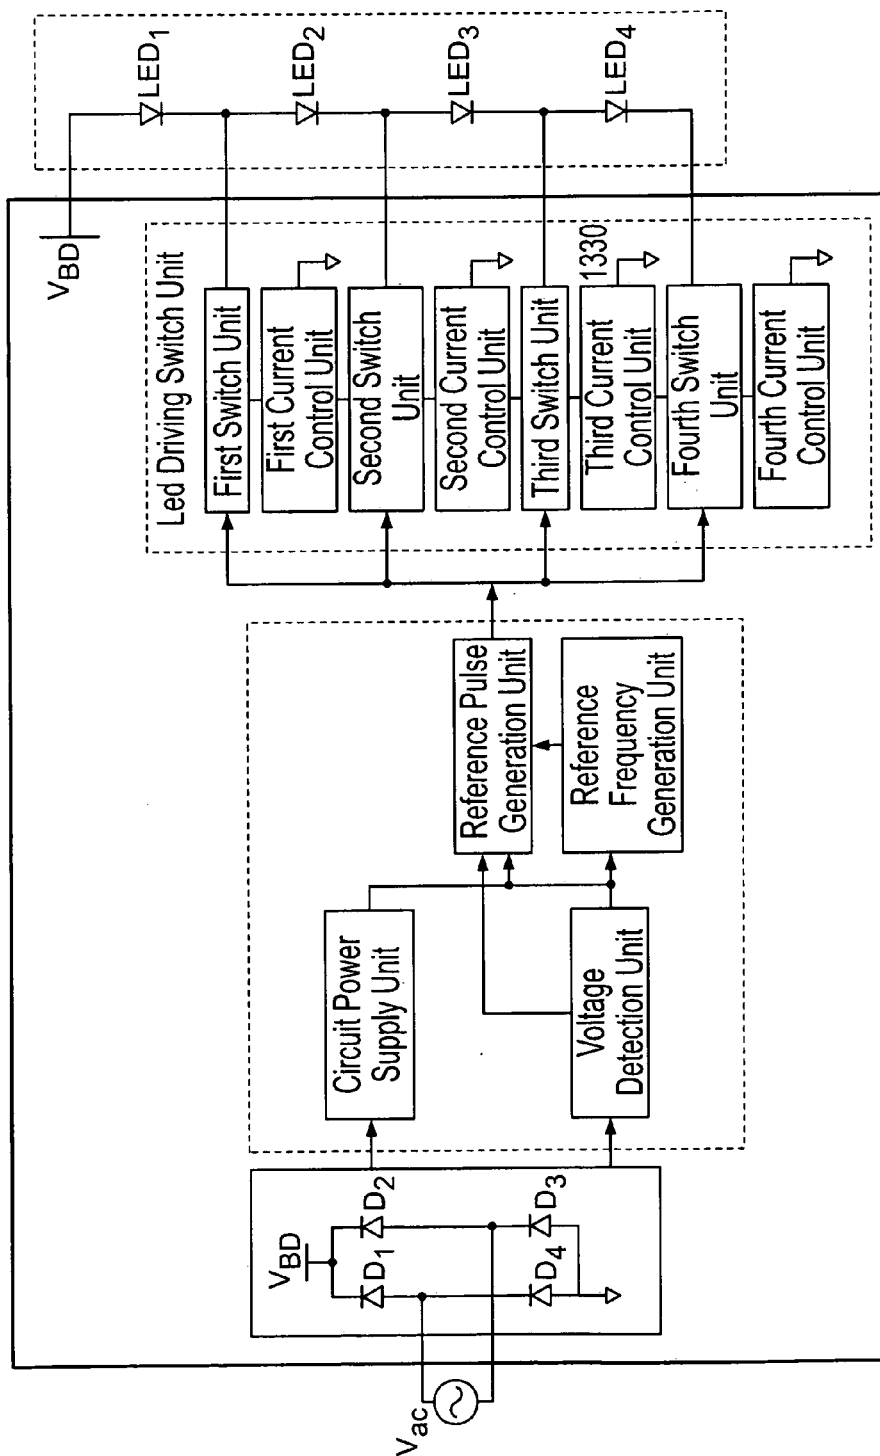 Vac
VBD
D1
D2
D4
D3
Circuit Power
Supply Unit
Voltage
Detection Unit
Reference Pulse
Generation Unit
Reference
Frequency
Generation Unit
Led Driving Switch Unit
First Switch Unit
First Current
Control Unit
Second Switch
Unit
Second Current
Control Unit
Third Switch Unit
Third Current
Control Unit
1330
Fourth Switch
Unit
Fourth Current
Control Unit
VBD
LED1
LED2
LED3
LED4